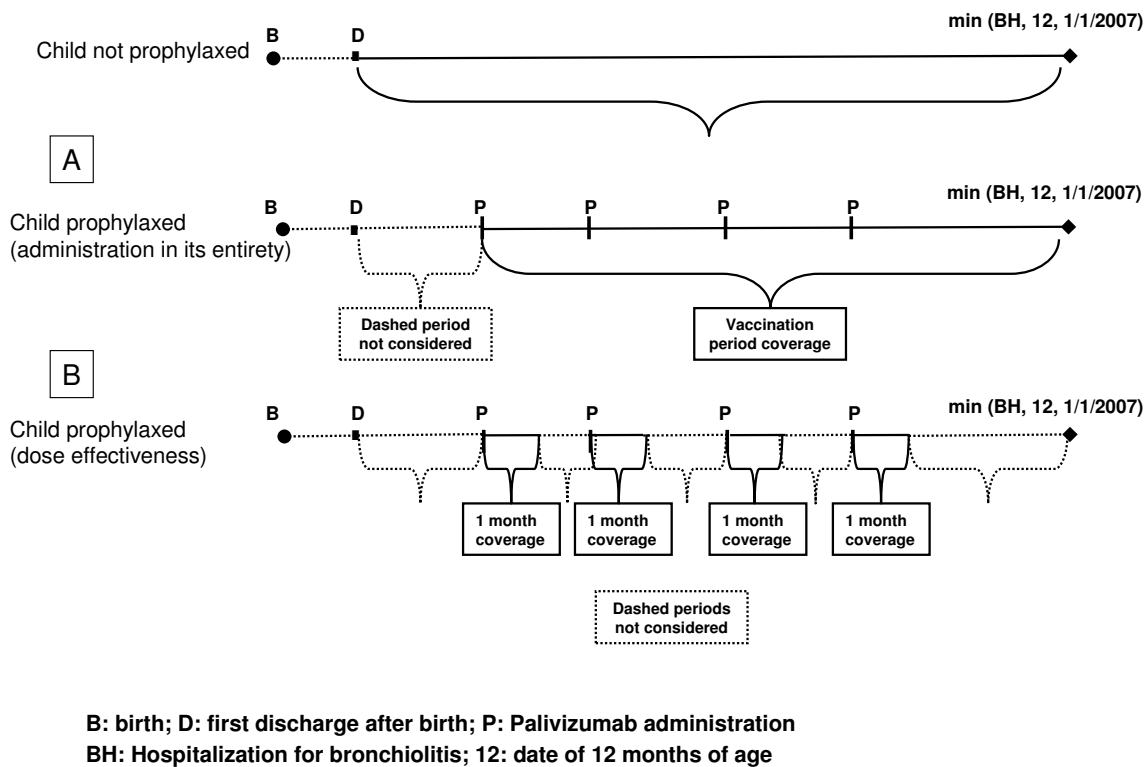 min (BH, 12, 1/1/2007)
B D
Child not prophylaxed
A
min (BH, 12, 1/1/2007)
B D P P P P
Child prophylaxed
(administration in its entirety)
Dashed period
not considered
Vaccination
period coverage
B
min (BH, 12, 1/1/2007)
B D P P P P
Child prophylaxed
(dose effectiveness)
1 month
coverage
1 month
coverage
1 month
coverage
1 month
coverage
Dashed periods
not considered
B: birth; D: first discharge after birth; P: Palivizumab administration
BH: Hospitalization for bronchiolitis; 12: date of 12 months of age